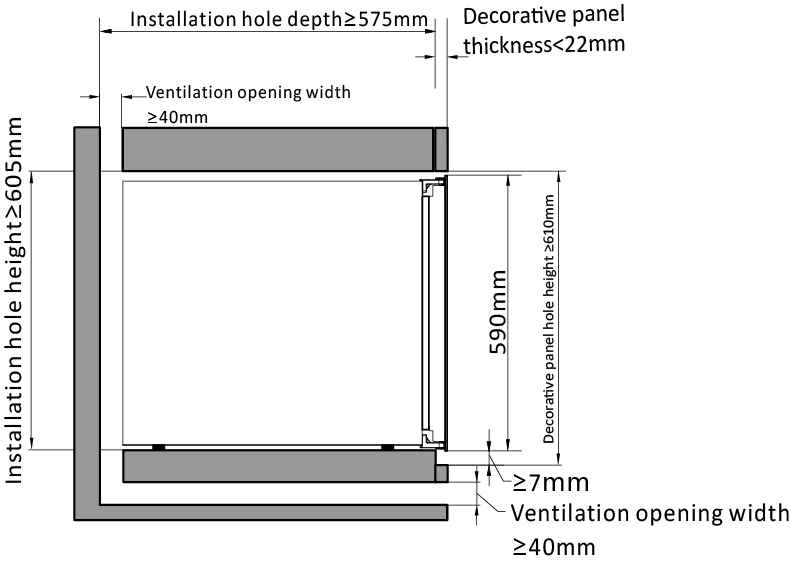 Installation hole depth≥575mm
Decorative panel
thickness<22mm
Ventilation opening width
≥40mm
Installation hole height≥605mm
590mm
Decorative panel hole height ≥610mm
≥7mm
Ventilation opening width
≥40mm